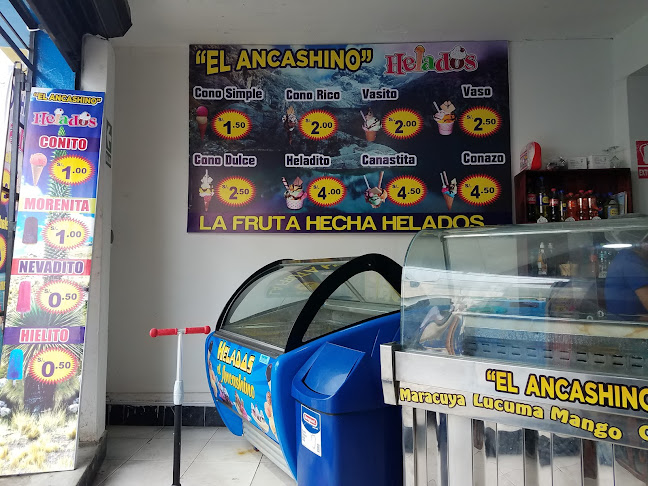 "EL ANCASHINO"
Helados
CONITO
S/. 1.00
MORENITA
S/. 1.00
NEVADITO
S/. 0.50
HIELITO
S/. 0.50
"EL ANCASHINO" Helados
Cono Simple Cono Rico Vasito Vaso
S/. 1.50 S/. 2.00 S/. 2.00 S/. 2.50
Cono Dulce Heladito Canastita Conazo
S/. 2.50 S/. 4.00 S/. 4.50 S/. 4.50
LA FRUTA HECHA HELADOS
HELADAS
el Ancashino
"EL ANCASHINO
Maracuya Lucuma Mango